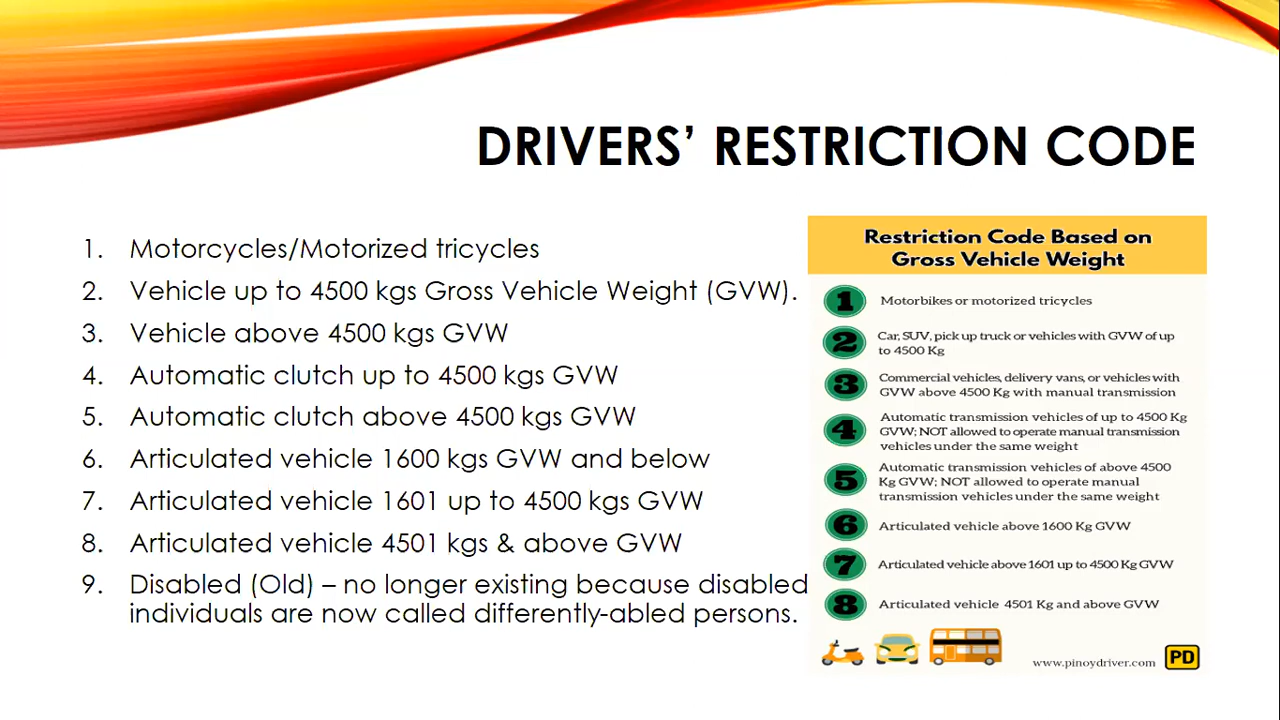 DRIVERS’ RESTRICTION CODE
1. Motorcycles/Motorized tricycles
2. Vehicle up to 4500 kgs Gross Vehicle Weight (GVW).
3. Vehicle above 4500 kgs GVW
4. Automatic clutch up to 4500 kgs GVW
5. Automatic clutch above 4500 kgs GVW
6. Articulated vehicle 1600 kgs GVW and below
7. Articulated vehicle 1601 up to 4500 kgs GVW
8. Articulated vehicle 4501 kgs & above GVW
9. Disabled (Old) – no longer existing because disabled
individuals are now called differently-abled persons.
Restriction Code Based on
Gross Vehicle Weight
1 Motorbikes or motorized tricycles
2 Car, SUV, pick up truck or vehicles with GVW of up
to 4500 Kg
3 Commercial vehicles, delivery vans, or vehicles with
GVW above 4500 Kg with manual transmission
4 Automatic transmission vehicles of up to 4500 Kg
GVW; NOT allowed to operate manual transmission
vehicles under the same weight
5 Automatic transmission vehicles of above 4500
Kg GVW; NOT allowed to operate manual
transmission vehicles under the same weight
6 Articulated vehicle above 1600 Kg GVW
7 Articulated vehicle above 1601 up to 4500 Kg GVW
8 Articulated vehicle 4501 Kg and above GVW
www.pinoydriver.com PD